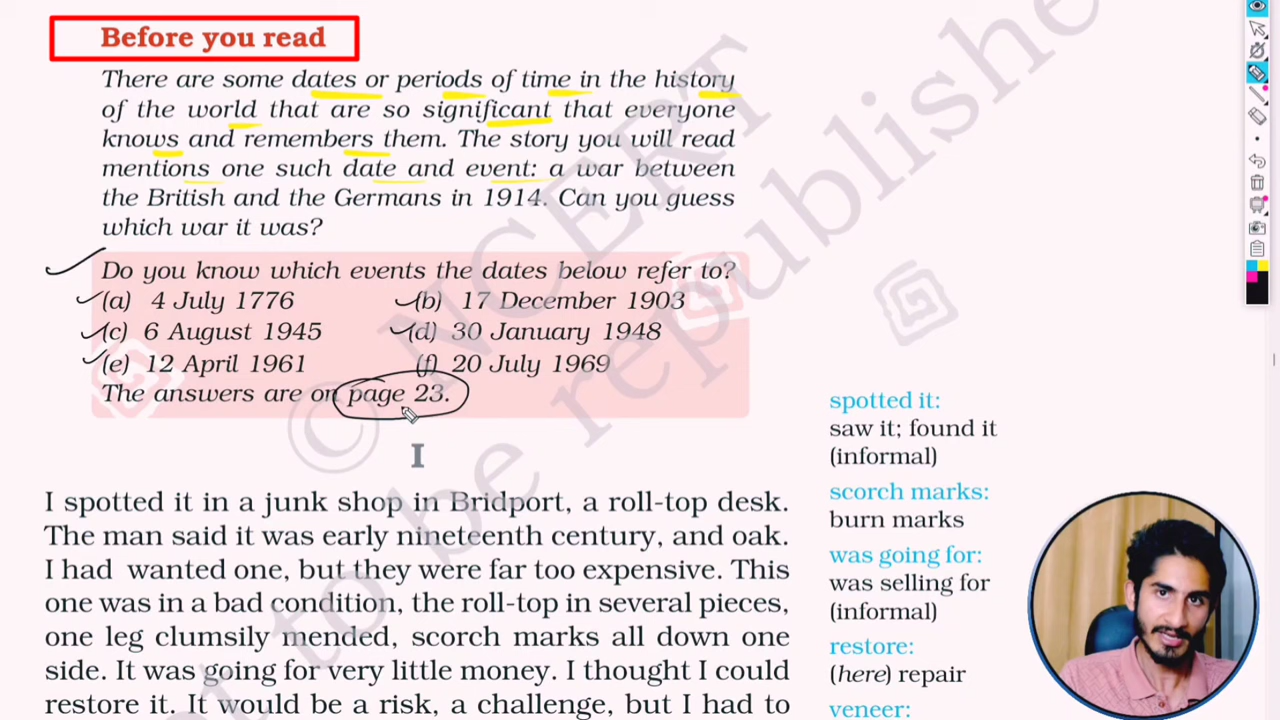 Before you read
There are some dates or periods of time in the history
of the world that are so significant that everyone
knows and remembers them. The story you will read
mentions one such date and event: a war between
the British and the Germans in 1914. Can you guess
which war it was?
Do you know which events the dates below refer to?
(a) 4 July 1776 (b) 17 December 1903
(c) 6 August 1945 (d) 30 January 1948
(e) 12 April 1961 (f) 20 July 1969
The answers are on page 23.
I
I spotted it in a junk shop in Bridport, a roll-top desk.
The man said it was early nineteenth century, and oak.
I had wanted one, but they were far too expensive. This
one was in a bad condition, the roll-top in several pieces,
one leg clumsily mended, scorch marks all down one
side. It was going for very little money. I thought I could
restore it. It would be a risk, a challenge, but I had to
spotted it:
saw it; found it
(informal)
scorch marks:
burn marks
was going for:
was selling for
(informal)
restore:
(here) repair
veneer:
© NCERT
not to be republishe